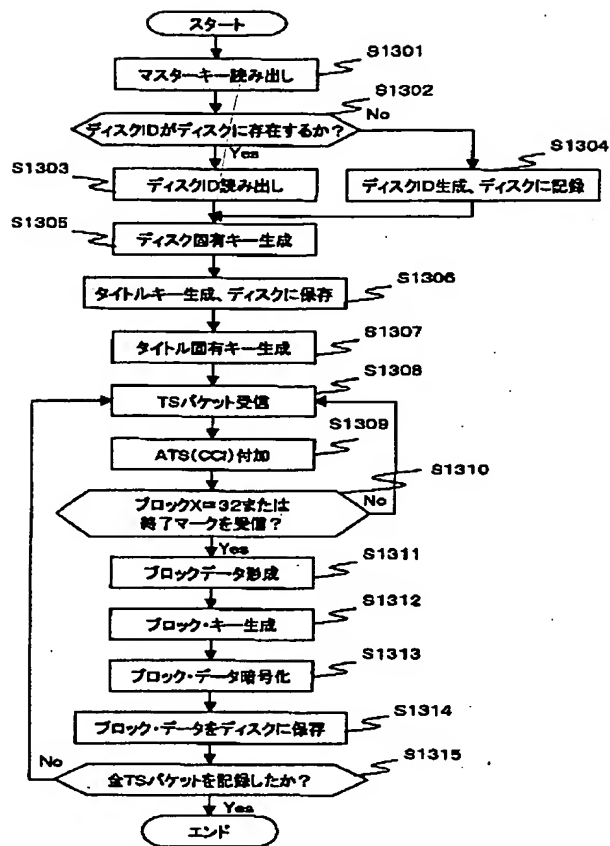 スタート
S1301
マスターキー読み出し
S1302
ディスクIDがディスクに存在するか?
No
Yes
S1303
S1304
ディスクID読み出し
ディスクID生成、ディスクに記録
S1305
ディスク固有キー生成
S1306
タイトルキー生成、ディスクに保存
S1307
タイトル固有キー生成
S1308
TSパケット受信
S1309
ATS(CCI)付加
S1310
ブロックX=32または
終了マークを受信?
No
Yes
S1311
ブロックデータ形成
S1312
ブロック・キー生成
S1313
ブロック・データ暗号化
S1314
ブロック・データをディスクに保存
S1315
No
全TSパケットを記録したか?
Yes
エンド